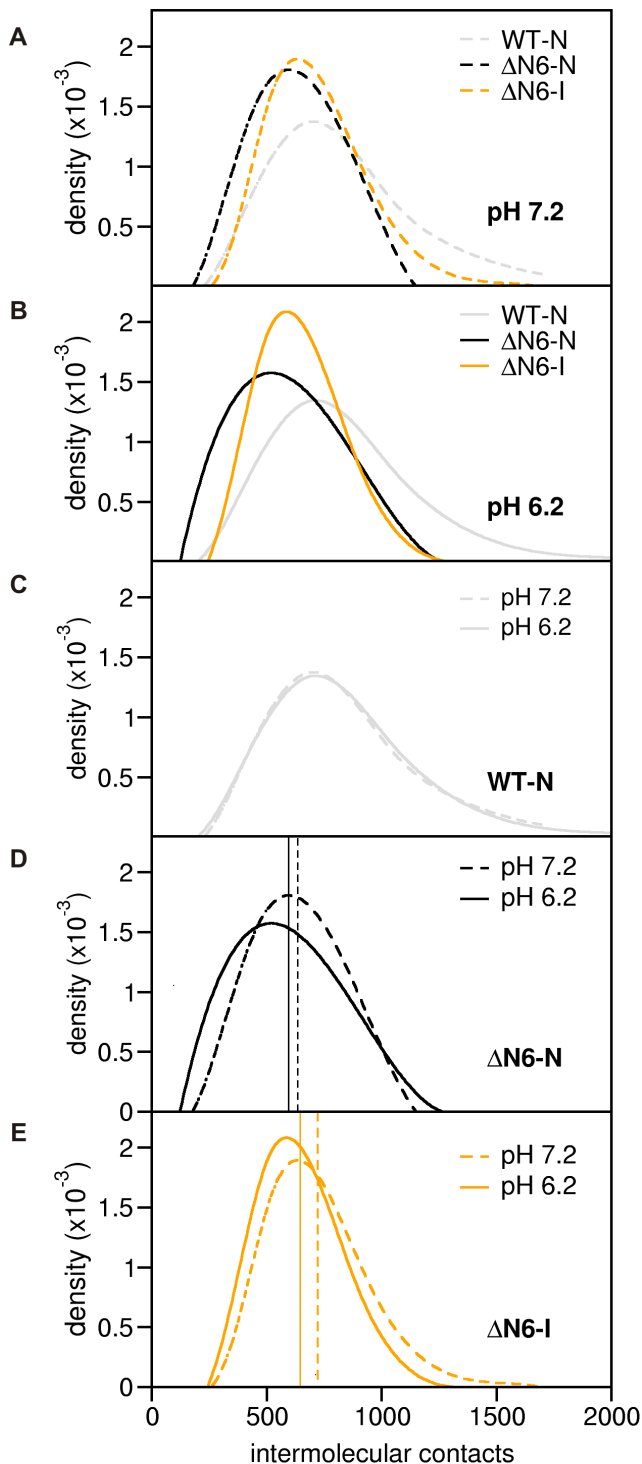 A
density (x10⁻³)
2
1.5
1
0.5
WT-N
ΔN6-N
ΔN6-I
pH 7.2
B
density (x10⁻³)
2
1.5
1
0.5
WT-N
ΔN6-N
ΔN6-I
pH 6.2
C
density (x10⁻³)
2
1.5
1
0.5
pH 7.2
pH 6.2
WT-N
D
density (x10⁻³)
2
1.5
1
0.5
0
pH 7.2
pH 6.2
ΔN6-N
E
density (x10⁻³)
2
1.5
1
0.5
0
pH 7.2
pH 6.2
ΔN6-I
0 500 1000 1500 2000
intermolecular contacts